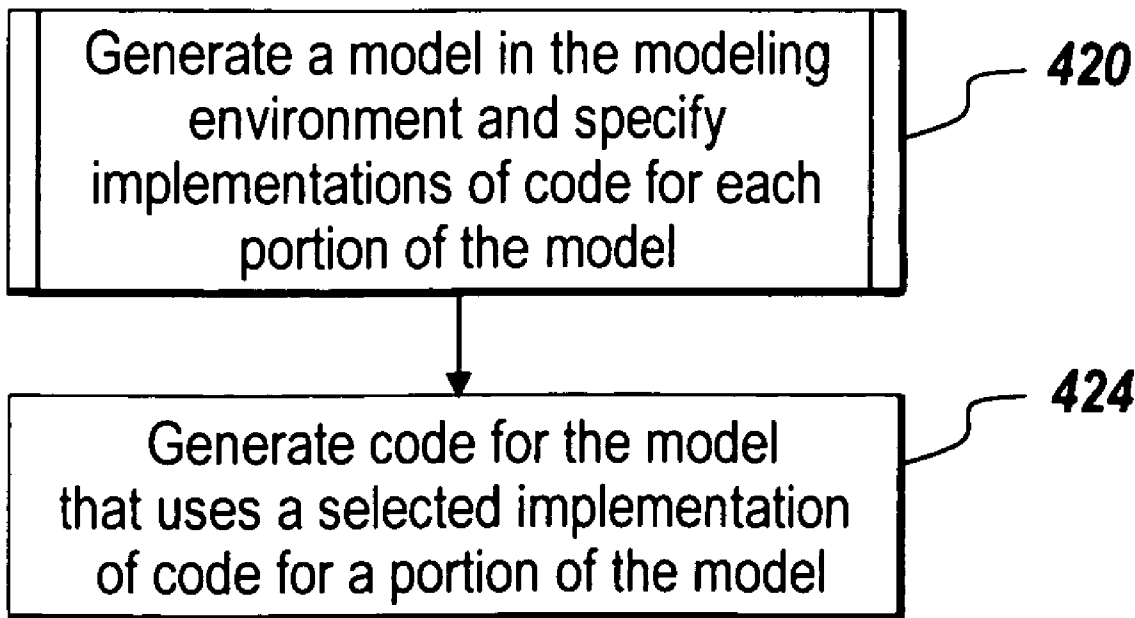 Generate a model in the modeling
environment and specify
implementations of code for each
portion of the model
420
Generate code for the model
that uses a selected implementation
of code for a portion of the model
424